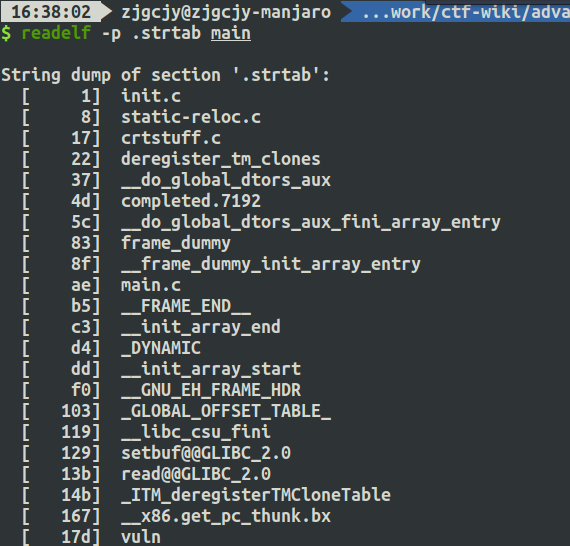 16:38:02 zjgcjy@zjgcjy-manjaro ...work/ctf-wiki/adva
$ readelf -p .strtab main
String dump of section '.strtab':
[ 1] init.c
[ 8] static-reloc.c
[ 17] crtstuff.c
[ 22] deregister_tm_clones
[ 37] __do_global_dtors_aux
[ 4d] completed.7192
[ 5c] __do_global_dtors_aux_fini_array_entry
[ 83] frame_dummy
[ 8f] __frame_dummy_init_array_entry
[ ae] main.c
[ b5] __FRAME_END__
[ c3] __init_array_end
[ d4] _DYNAMIC
[ dd] __init_array_start
[ f0] __GNU_EH_FRAME_HDR
[ 103] _GLOBAL_OFFSET_TABLE_
[ 119] __libc_csu_fini
[ 129] setbuf@@GLIBC_2.0
[ 13b] read@@GLIBC_2.0
[ 14b] _ITM_deregisterTMCloneTable
[ 167] __x86.get_pc_thunk.bx
[ 17d] vuln